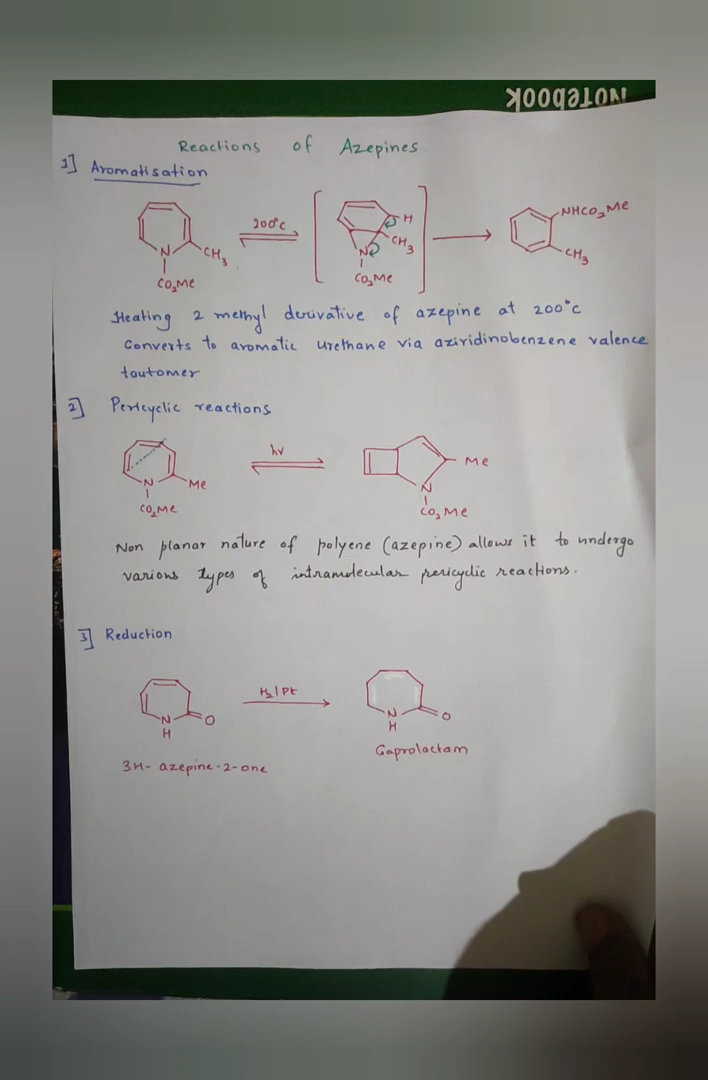 NOTEBOOK
Reactions of Azepines
1] Aromatisation
200°c
N
CH3
CO2Me
H
CH3
N
CO2Me
NHCO2Me
CH3
Heating 2 methyl derivative of azepine at 200°c
Converts to aromatic urethane via aziridinobenzene valence
tautomer
2] Pericyclic reactions
hν
N
Me
CO2Me
Me
N
CO2Me
Non planar nature of polyene (azepine) allows it to undergo
various types of intramolecular pericyclic reactions.
3] Reduction
H2/Pt
N
H
O
N
H
O
3H- azepine-2-one
Caprolactam